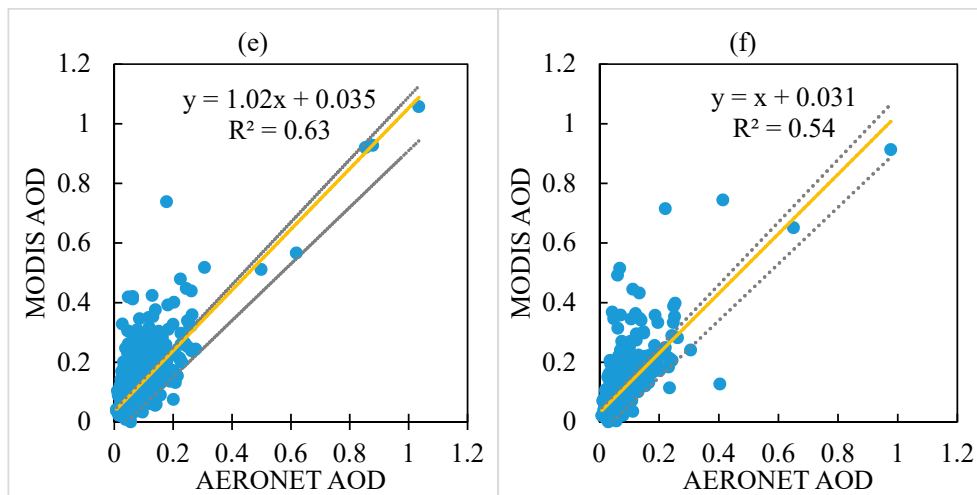 (e)
1.2
1
0.8
0.6
0.4
0.2
0
y = 1.02x + 0.035
R² = 0.63
MODIS AOD
0 0.2 0.4 0.6 0.8 1 1.2
AERONET AOD
(f)
1.2
1
0.8
0.6
0.4
0.2
0
y = x + 0.031
R² = 0.54
MODIS AOD
0 0.2 0.4 0.6 0.8 1 1.2
AERONET AOD